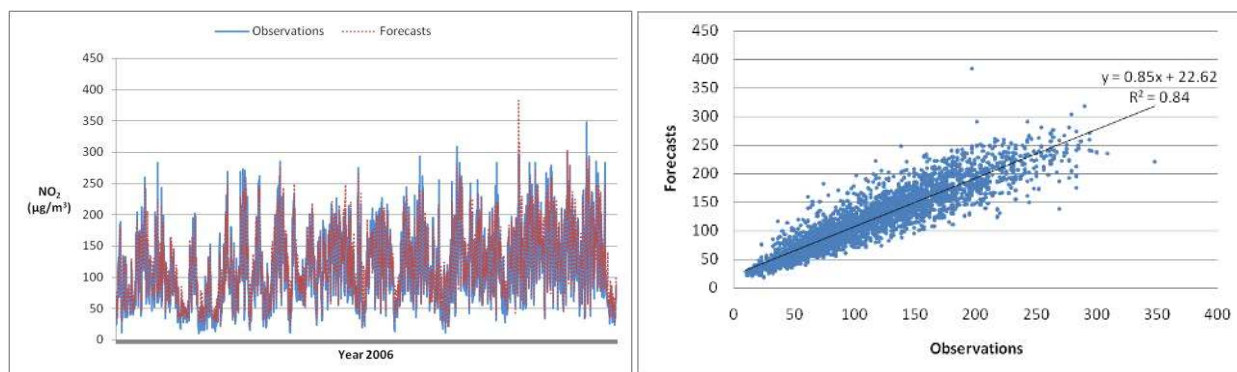 Observations Forecasts
450
400
350
300
250
200
150
100
50
0
NO₂
(µg/m³)
Year 2006
450
400
350
300
250
200
150
100
50
0
Forecasts
y = 0.85x + 22.62
R² = 0.84
0 50 100 150 200 250 300 350 400
Observations